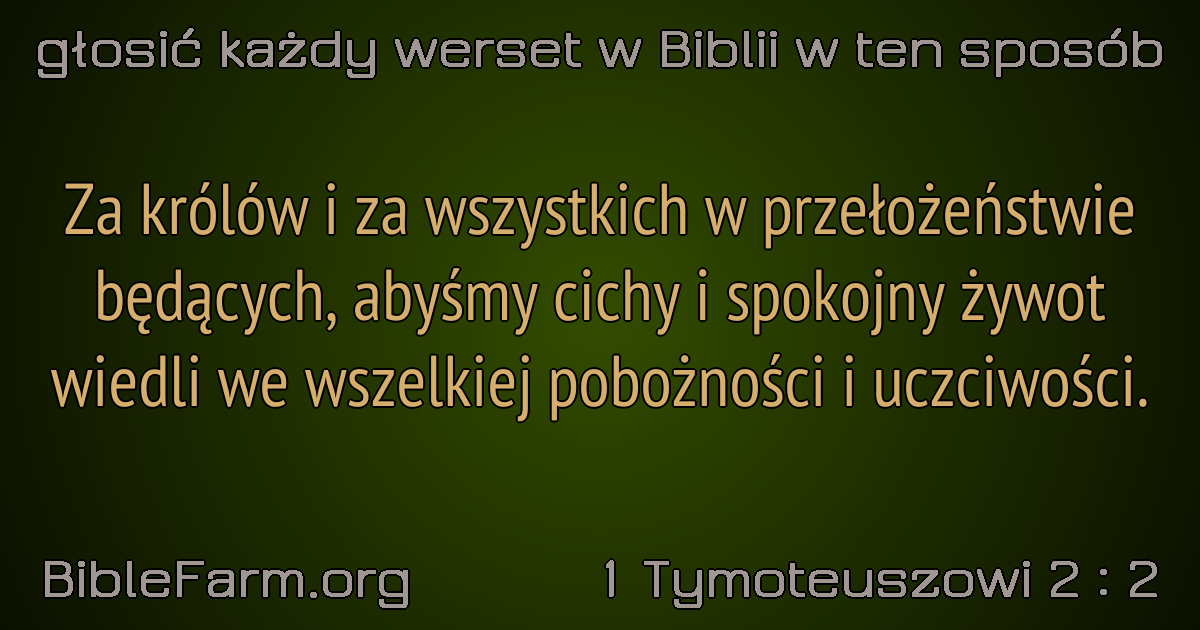 głosić każdy werset w Biblii w ten sposób
Za królów i za wszystkich w przełożeństwie
będących, abyśmy cichy i spokojny żywot
wiedli we wszelkiej pobożności i uczciwości.
BibleFarm.org
1 Tymoteuszowi 2 : 2